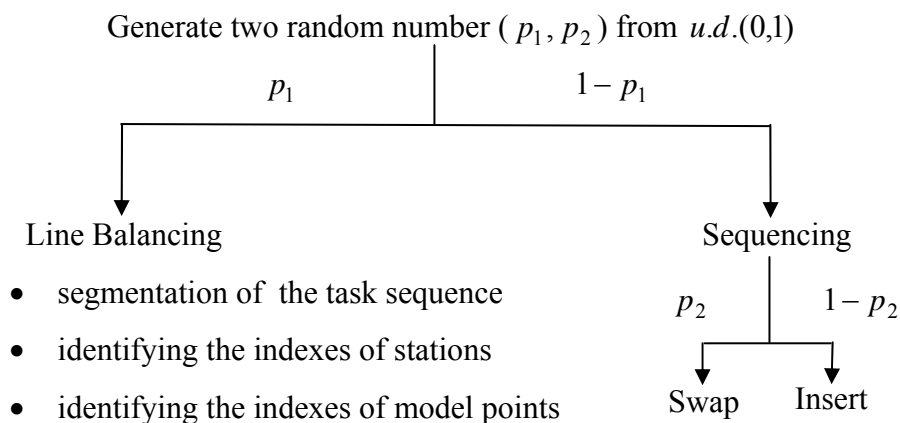 Generate two random number ( p₁ , p₂ ) from u.d.(0,1)
p₁ 1 − p₁
Line Balancing Sequencing
• segmentation of the task sequence
p₂ 1 − p₂
• identifying the indexes of stations
• identifying the indexes of model points
Swap Insert